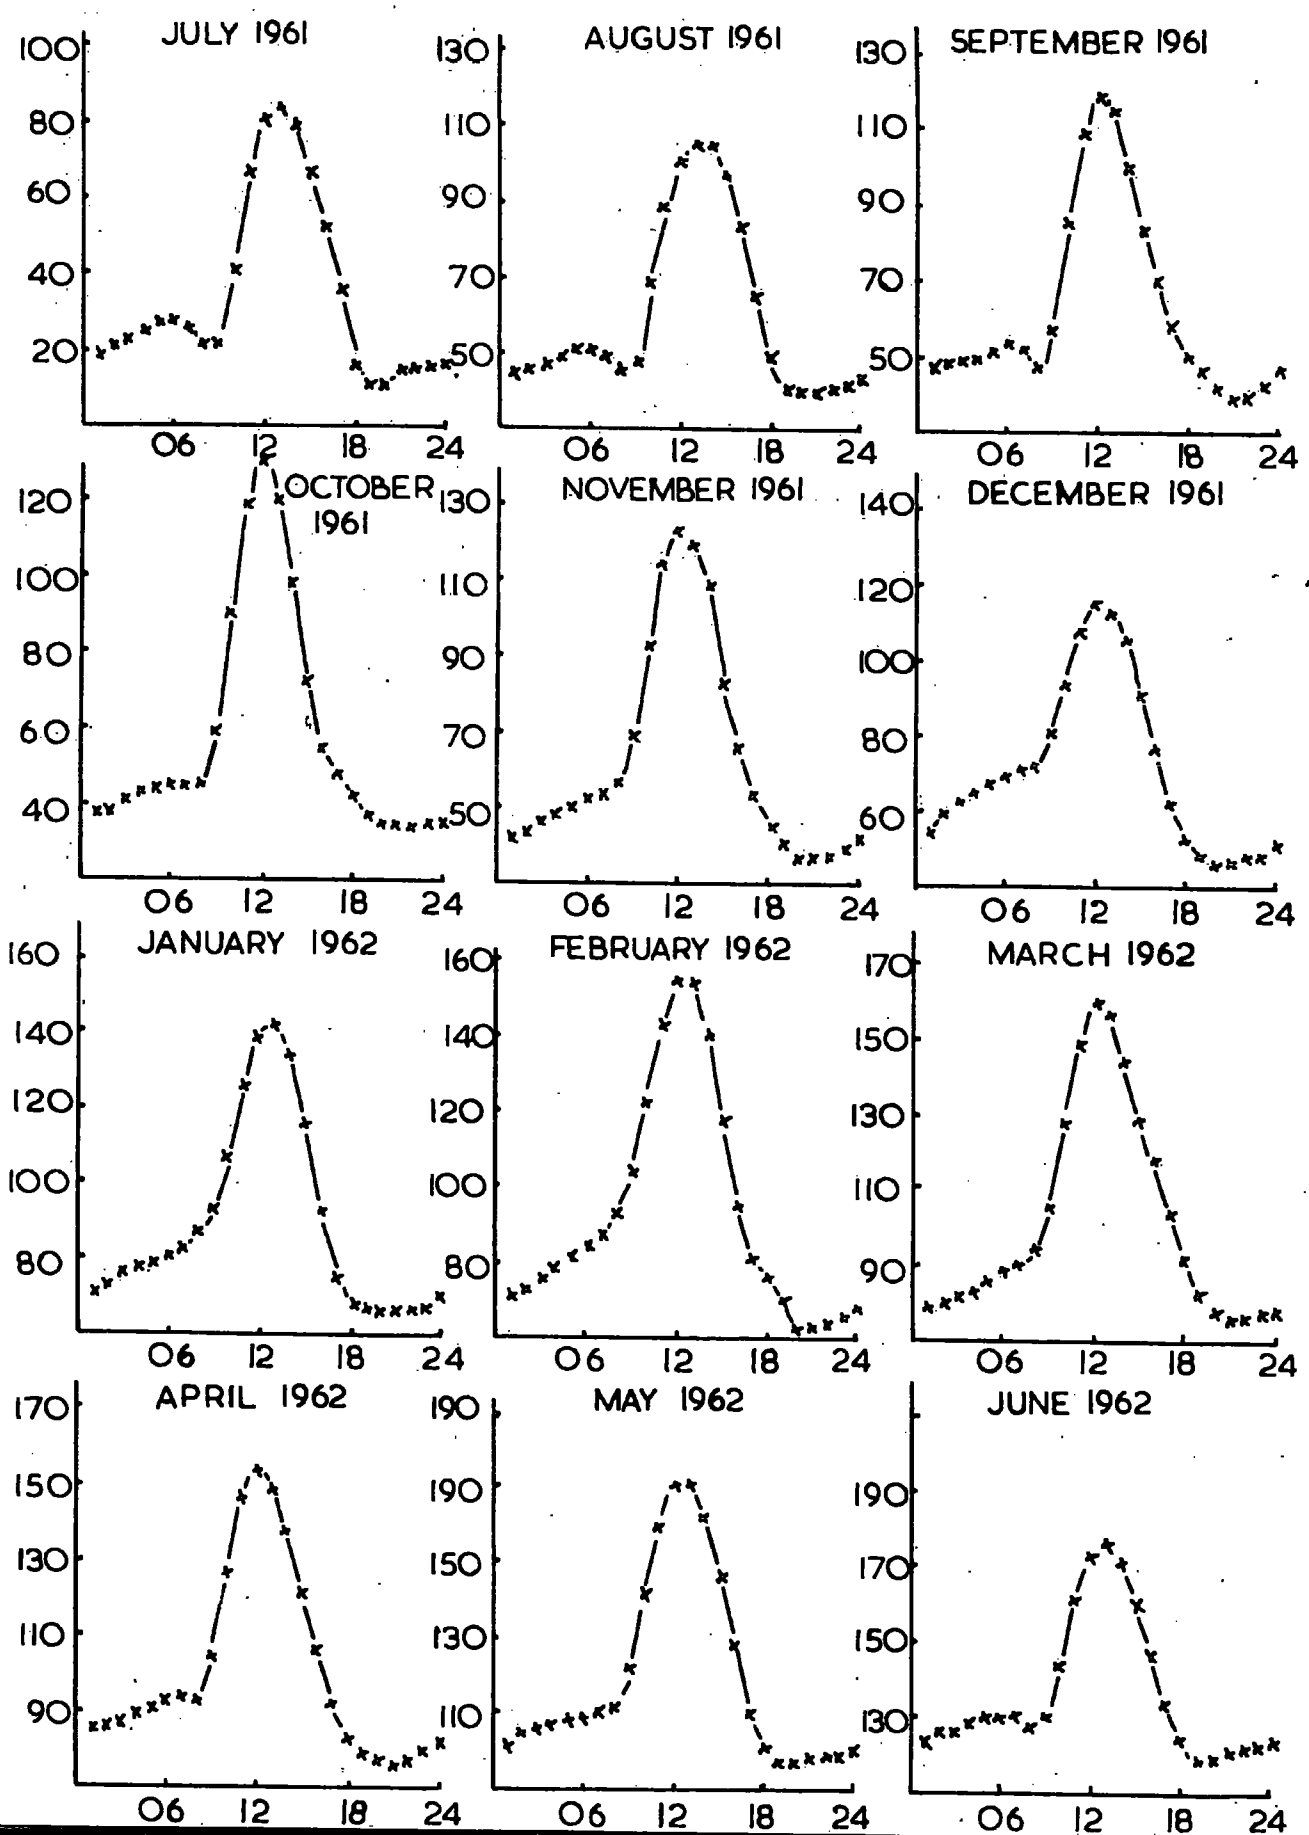 JULY 1961
100
80
60
40
20
06 12 18 24
AUGUST 1961
130
110
90
70
50
06 12 18 24
SEPTEMBER 1961
130
110
90
70
50
06 12 18 24
OCTOBER
1961
120
100
80
60
40
06 12 18 24
NOVEMBER 1961
130
110
90
70
50
06 12 18 24
DECEMBER 1961
140
120
100
80
60
06 12 18 24
JANUARY 1962
160
140
120
100
80
06 12 18 24
FEBRUARY 1962
160
140
120
100
80
06 12 18 24
MARCH 1962
170
150
130
110
90
06 12 18 24
APRIL 1962
170
150
130
110
90
06 12 18 24
MAY 1962
190
190
150
130
110
06 12 18 24
JUNE 1962
190
170
150
130
06 12 18 24